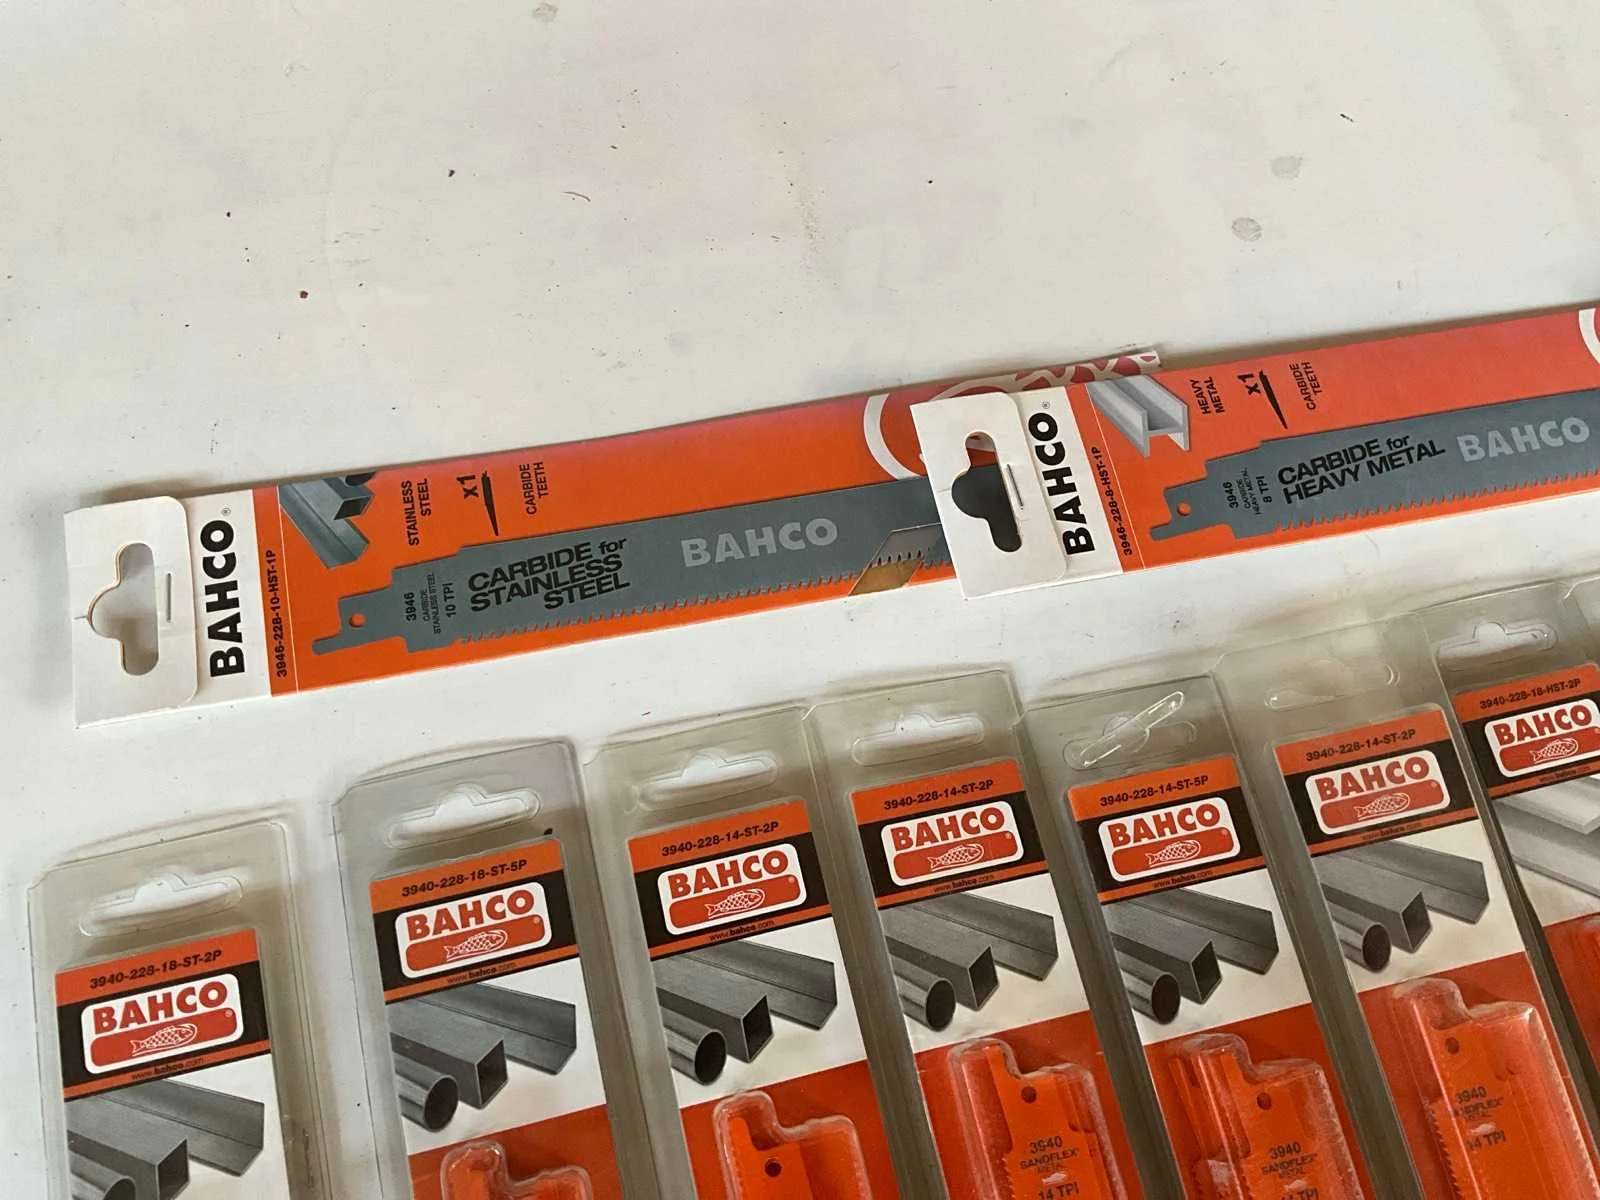 BAHCO®
3946-228-10-HST-1P
STAINLESS
STEEL
x1
CARBIDE
TEETH
3946
CARBIDE
STAINLESS STEEL
10 TPI
CARBIDE for
STAINLESS
STEEL
BAHCO
BAHCO®
3946-228-8-HST-1P
HEAVY
METAL
x1
CARBIDE
TEETH
3946
CARBIDE
HEAVY METAL
8 TPI
CARBIDE for
HEAVY METAL
BAHCO
3940-228-18-ST-2P
BAHCO
www.bahco.com
3940-228-18-ST-5P
BAHCO
www.bahco.com
3940-228-14-ST-2P
BAHCO
www.bahco.com
3940-228-14-ST-2P
BAHCO
www.bahco.com
3940
SANDFLEX®
METAL
14 TPI
3940-228-14-ST-5P
BAHCO
www.bahco.com
3940
SANDFLEX®
METAL
14 TPI
3940-228-14-ST-2P
BAHCO
www.bahco.com
3940
SANDFLEX®
METAL
14 TPI
3940-228-18-HST-2P
BAHCO
www.bahco.com